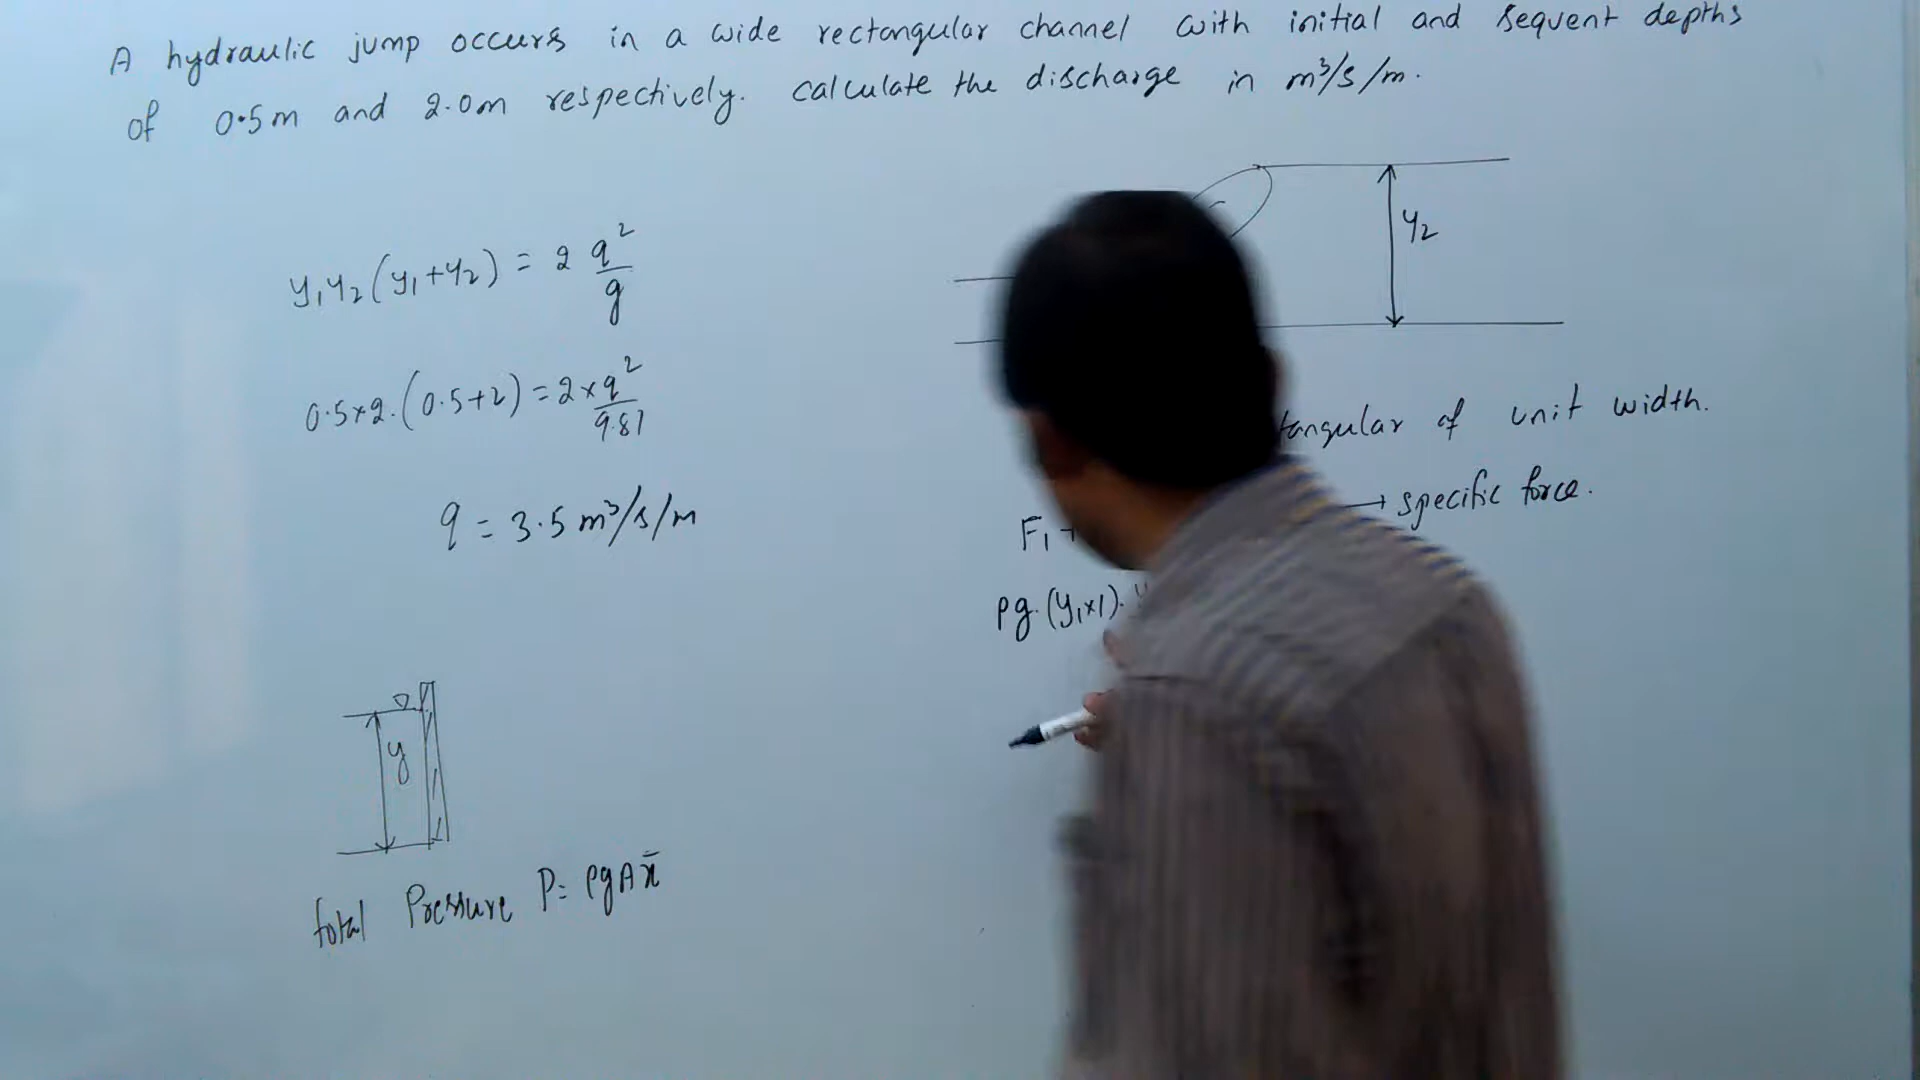 A hydraulic jump occurs in a wide rectangular channel with initial and sequent depths
of 0.5m and 2.0m respectively. calculate the discharge in m³/s/m.
y₂
y₁y₂(y₁+y₂) = 2 q²/g
0.5×2.(0.5+2) = 2×q²/9.81
q = 3.5 m³/s/m
tangular of unit width.
→ specific force.
F₁ +
ρg.(y₁×1).
y
total Pressure P= ρgAx̄